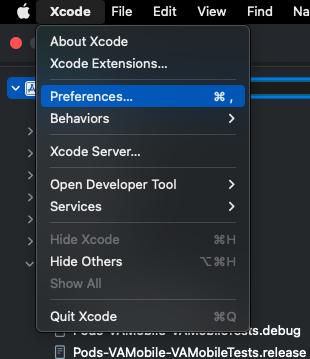 Xcode File Edit View Find Na
About Xcode
Xcode Extensions...
Preferences... ⌘ ,
Behaviors
Xcode Server...
Open Developer Tool
Services
Hide Xcode ⌘H
Hide Others ⌥⌘H
Show All
Quit Xcode ⌘Q
Pods-VAMobile-VAMobileTests.debug
Pods-VAMobile-VAMobileTests.release